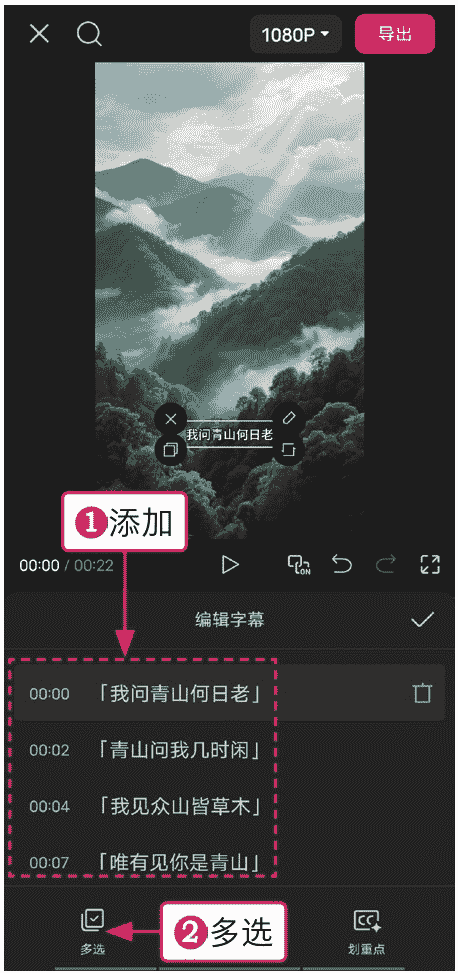 1080P
导出
我问青山何日老
❶添加
00:00 / 00:22
ON
编辑字幕
00:00 「我问青山何日老」
00:02 「青山问我几时闲」
00:04 「我见众山皆草木」
00:07 「唯有见你是青山」
❷多选
多选
CC
划重点